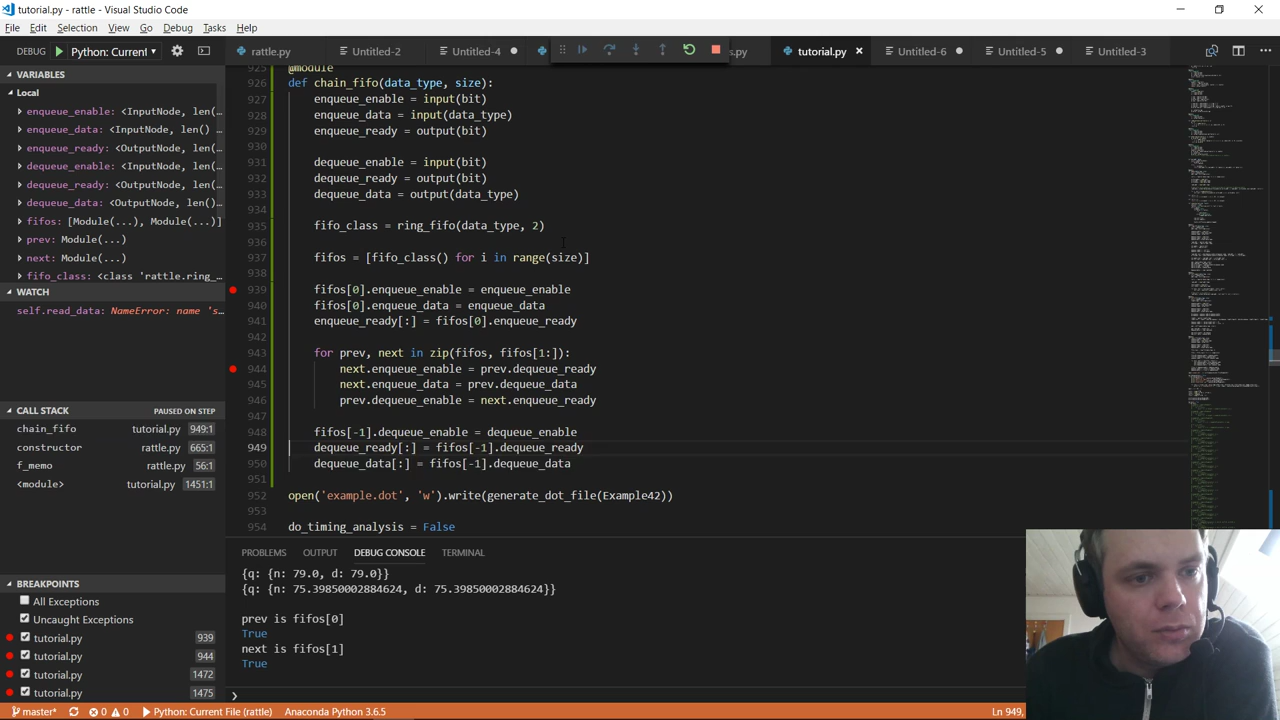 tutorial.py - rattle - Visual Studio Code
File Edit Selection View Go Debug Tasks Help
DEBUG Python: Current
rattle.py Untitled-2 Untitled-4 s.py tutorial.py Untitled-6 Untitled-5 Untitled-3
VARIABLES
Local
enqueue_enable: <InputNode, len(…
enqueue_data: <InputNode, len() …
enqueue_ready: <OutputNode, len(…
dequeue_enable: <InputNode, len(…
dequeue_ready: <OutputNode, len(…
dequeue_data: <OutputNode, len()…
fifos: [Module(...), Module(...)]
prev: Module(...)
next: Module(...)
fifo_class: <class 'rattle.ring_…
WATCH
self.read_data: NameError: name 's…
CALL STACK PAUSED ON STEP
chain_fifo tutorial.py 949:1
constructor rattle.py 665:1
f_memo rattle.py 56:1
<module> tutorial.py 1451:1
BREAKPOINTS
All Exceptions
Uncaught Exceptions
tutorial.py 939
tutorial.py 944
tutorial.py 1472
tutorial.py 1475
925 @module
926 def chain_fifo(data_type, size):
927 enqueue_enable = input(bit)
928 enqueue_data = input(data_type)
929 enqueue_ready = output(bit)
930
931 dequeue_enable = input(bit)
932 dequeue_ready = output(bit)
933 dequeue_data = output(data_type)
934
935 fifo_class = ring_fifo(data_type, 2)
936
937 fifos = [fifo_class() for i in range(size)]
938
939 fifos[0].enqueue_enable = enqueue_enable
940 fifos[0].enqueue_data = enqueue_data
941 enqueue_ready[:] = fifos[0].enqueue_ready
942
943 for prev, next in zip(fifos, fifos[1:]):
944 next.enqueue_enable = prev.dequeue_ready
945 next.enqueue_data = prev.dequeue_data
946 prev.dequeue_enable = next.enqueue_ready
947
948 fifos[-1].dequeue_enable = dequeue_enable
949 dequeue_ready[:] = fifos[-1].dequeue_ready
950 dequeue_data[:] = fifos[-1].dequeue_data
951
952 open('example.dot', 'w').write(generate_dot_file(Example42))
953
954 do_timing_analysis = False
PROBLEMS OUTPUT DEBUG CONSOLE TERMINAL
{q: {n: 79.0, d: 79.0}}
{q: {n: 75.39850002884624, d: 75.39850002884624}}
prev is fifos[0]
True
next is fifos[1]
True
master* 0 0 Python: Current File (rattle) Anaconda Python 3.6.5 Ln 949,